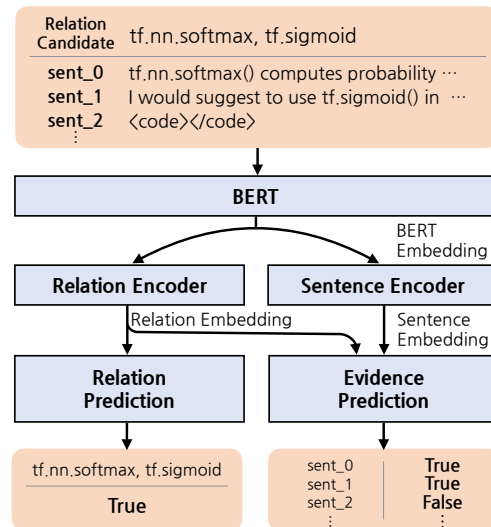 Relation
Candidate tf.nn.softmax, tf.sigmoid
sent_0 tf.nn.softmax() computes probability ⋯
sent_1 I would suggest to use tf.sigmoid() in ⋯
sent_2 <code></code>
⋮
BERT
BERT
Embedding
Relation Encoder
Sentence Encoder
Relation Embedding
Sentence
Embedding
Relation
Prediction
Evidence
Prediction
tf.nn.softmax, tf.sigmoid
True
sent_0 True
sent_1 True
sent_2 False
⋮ ⋮